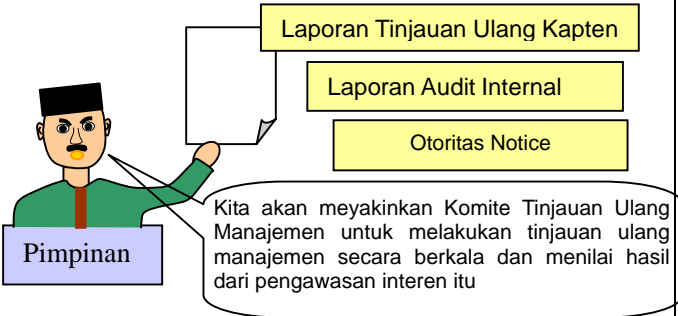 Laporan Tinjauan Ulang Kapten
Laporan Audit Internal
Otoritas Notice
Kita akan meyakinkan Komite Tinjauan Ulang
Manajemen untuk melakukan tinjauan ulang
manajemen secara berkala dan menilai hasil
dari pengawasan interen itu
Pimpinan